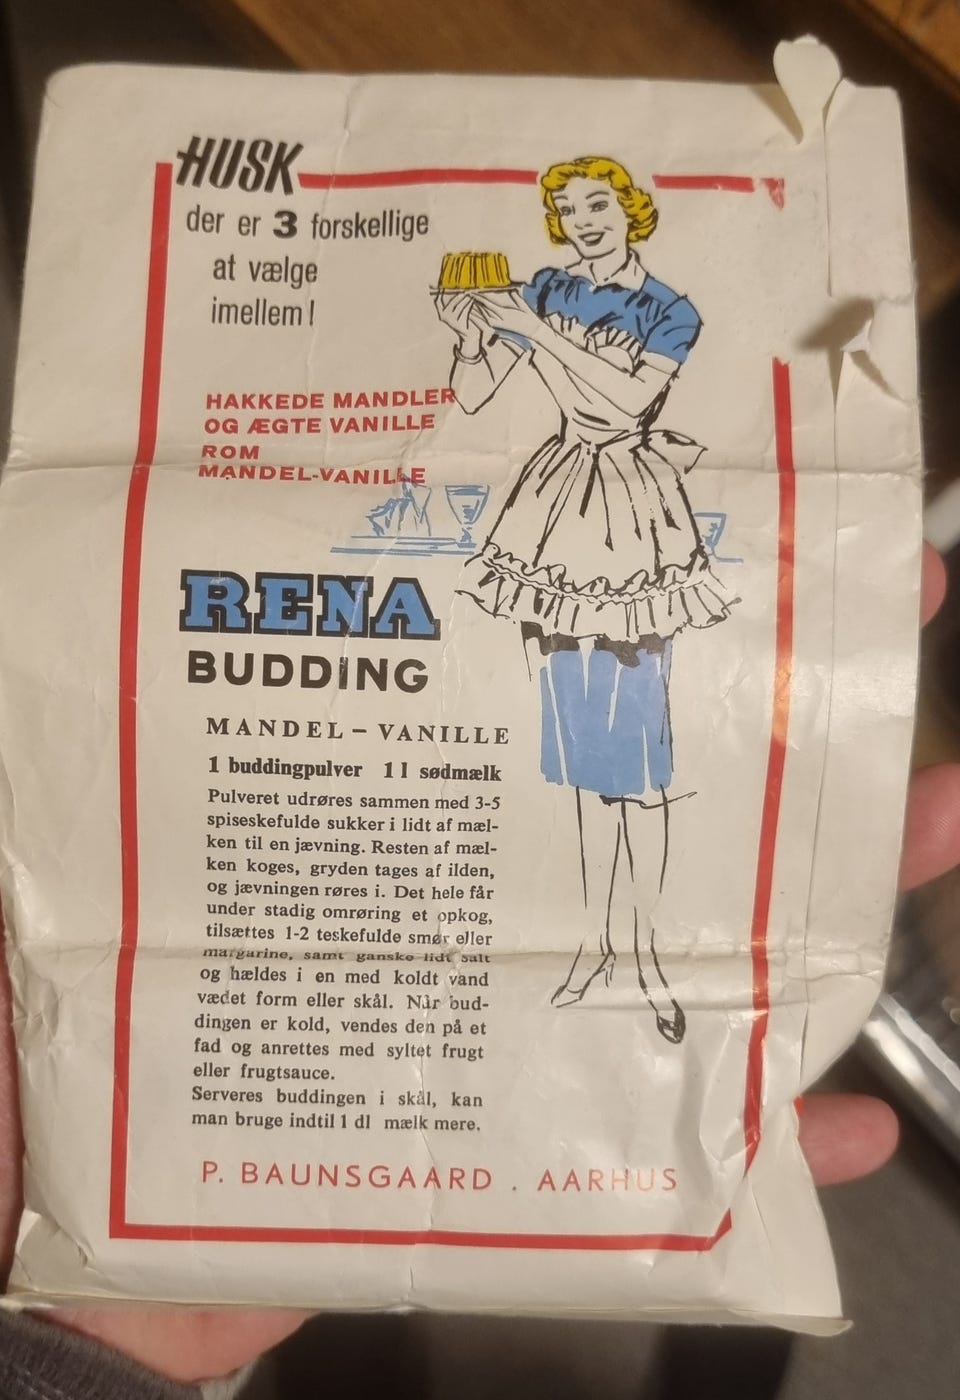 HUSK
der er 3 forskellige
at vælge
imellem!
HAKKEDE MANDLER
OG ÆGTE VANILLE
ROM
MANDEL-VANILLE
RENA
BUDDING
MANDEL – VANILLE
1 buddingpulver 1 l sødmælk
Pulveret udrøres sammen med 3-5
spiseskefulde sukker i lidt af mæl-
ken til en jævning. Resten af mæl-
ken koges, gryden tages af ilden,
og jævningen røres i. Det hele får
under stadig omrøring et opkog,
tilsættes 1-2 teskefulde smør eller
margarine, samt ganske lidt salt
og hældes i en med koldt vand
vædet form eller skål. Når bud-
dingen er kold, vendes den på et
fad og anrettes med syltet frugt
eller frugtsauce.
Serveres buddingen i skål, kan
man bruge indtil 1 dl mælk mere.
P. BAUNSGAARD . AARHUS